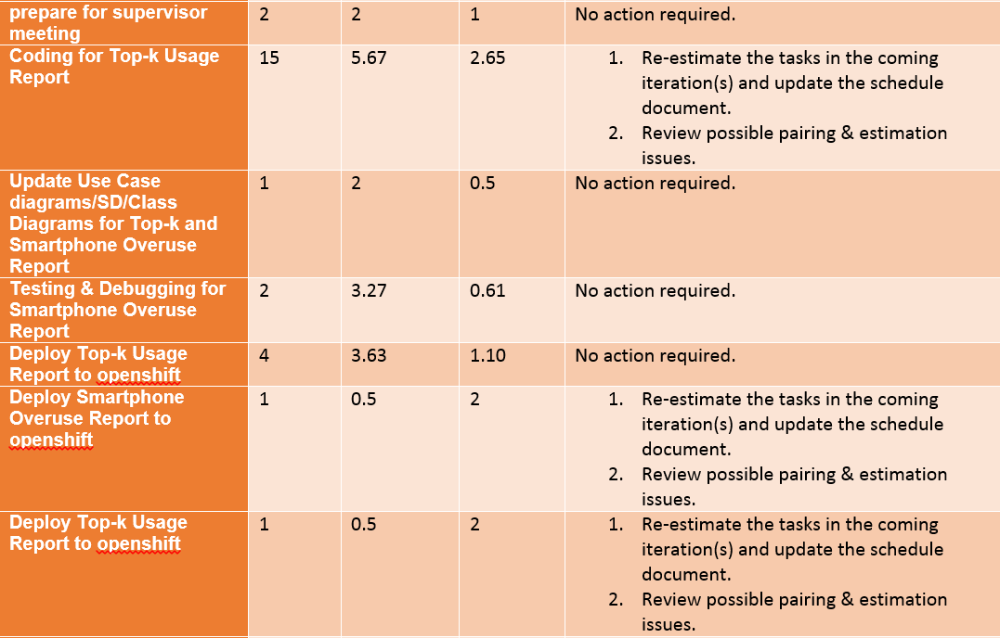 prepare for supervisor
meeting
2
2
1
No action required.
Coding for Top-k Usage
Report
15
5.67
2.65
1. Re-estimate the tasks in the coming
iteration(s) and update the schedule
document.
2. Review possible pairing & estimation
issues.
Update Use Case
diagrams/SD/Class
Diagrams for Top-k and
Smartphone Overuse
Report
1
2
0.5
No action required.
Testing & Debugging for
Smartphone Overuse
Report
2
3.27
0.61
No action required.
Deploy Top-k Usage
Report to openshift
4
3.63
1.10
No action required.
Deploy Smartphone
Overuse Report to
openshift
1
0.5
2
1. Re-estimate the tasks in the coming
iteration(s) and update the schedule
document.
2. Review possible pairing & estimation
issues.
Deploy Top-k Usage
Report to openshift
1
0.5
2
1. Re-estimate the tasks in the coming
iteration(s) and update the schedule
document.
2. Review possible pairing & estimation
issues.